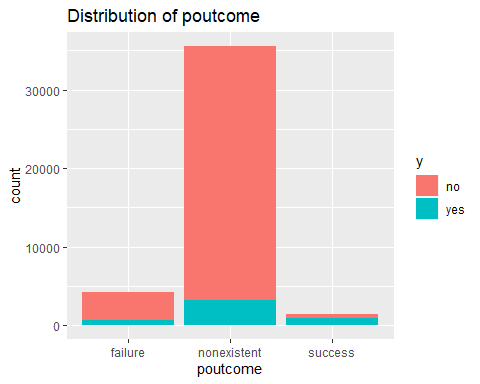 Distribution of poutcome
count
30000
20000
10000
0
failure nonexistent success
poutcome
y
no
yes